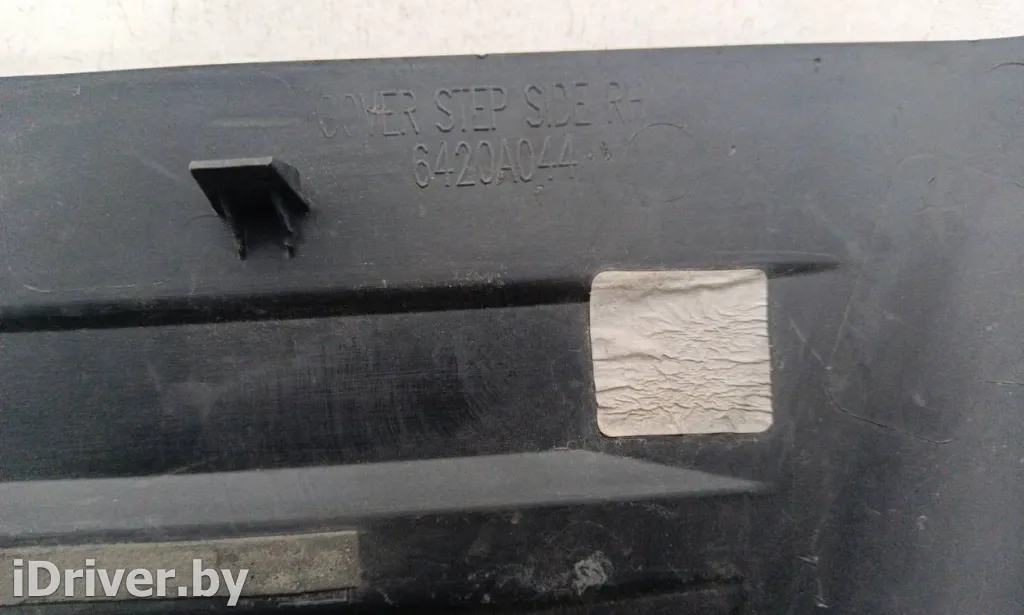 COVER STEP SIDE RH
6420A044
iDriver.by